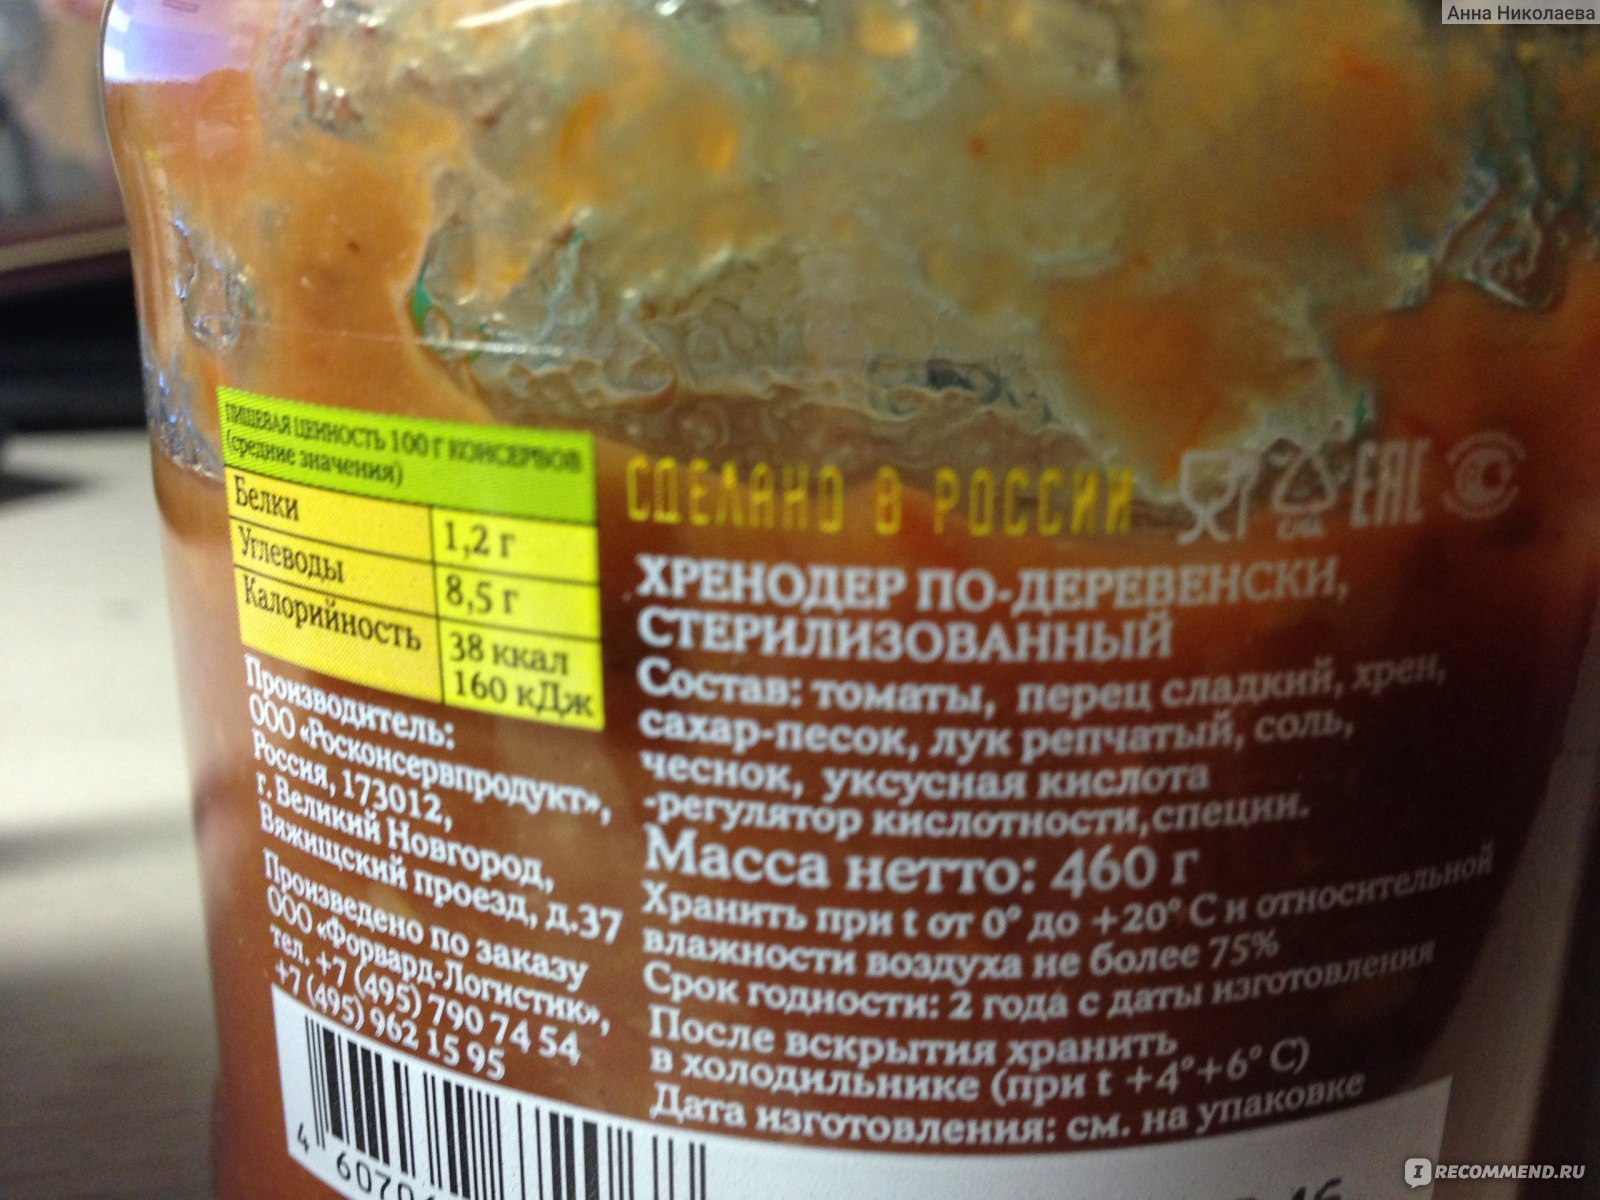 Анна Николаева
ПИЩЕВАЯ ЦЕННОСТЬ 100 Г КОНСЕРВОВ
(средние значения)
Белки 1,2 г
Углеводы 8,5 г
Калорийность 38 ккал
160 кДж
Производитель:
ООО «Росконсервпродукт»,
Россия, 173012,
г. Великий Новгород,
Вяжищский проезд, д.37
Произведено по заказу
ООО «Форвард-Логистик»,
тел. +7 (495) 790 74 54
+7 (495) 962 15 95
СДЕЛАНО В РОССИИ
EAC
ХРЕНОДЕР ПО-ДЕРЕВЕНСКИ,
СТЕРИЛИЗОВАННЫЙ
Состав: томаты, перец сладкий, хрен,
сахар-песок, лук репчатый, соль,
чеснок, уксусная кислота
-регулятор кислотности,специи.
Масса нетто: 460 г
Хранить при t от 0° до +20° С и относительной
влажности воздуха не более 75%
Срок годности: 2 года с даты изготовления
После вскрытия хранить
в холодильнике (при t +4°+6° С)
Дата изготовления: см. на упаковке
4 6070
IRECOMMEND.RU